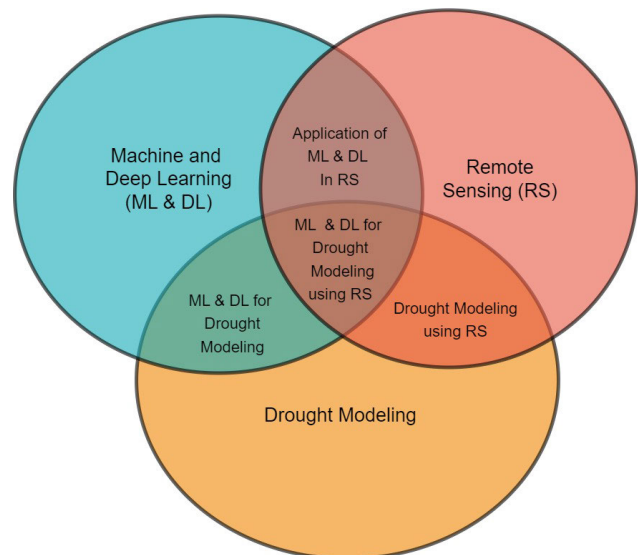 Machine and
Deep Learning
(ML & DL)
Application of
ML & DL
In RS
Remote
Sensing (RS)
ML & DL for
Drought
Modeling
using RS
ML & DL for
Drought
Modeling
Drought Modeling
using RS
Drought Modeling